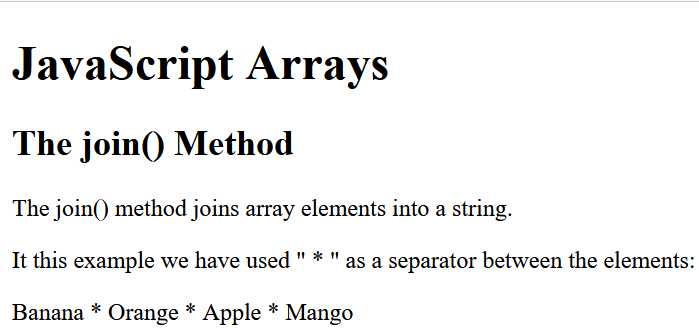 JavaScript Arrays
The join() Method
The join() method joins array elements into a string.
It this example we have used " * " as a separator between the elements:
Banana * Orange * Apple * Mango